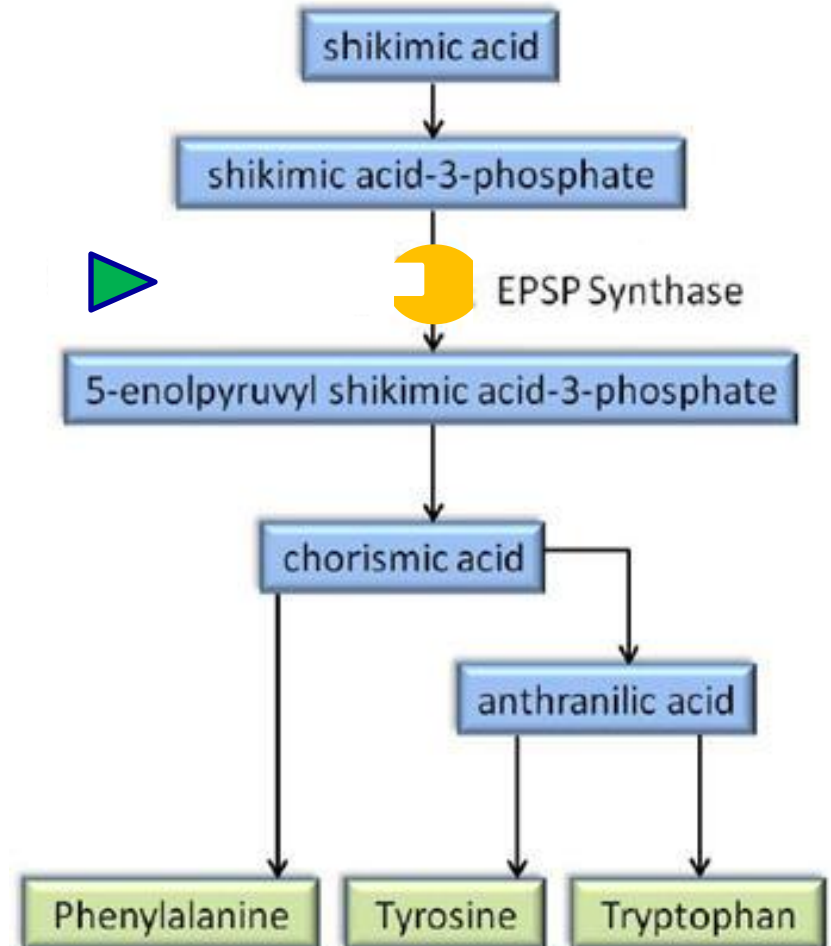 shikimic acid
shikimic acid-3-phosphate
EPSP Synthase
5-enolpyruvyl shikimic acid-3-phosphate
chorismic acid
anthranilic acid
Phenylalanine
Tyrosine
Tryptophan